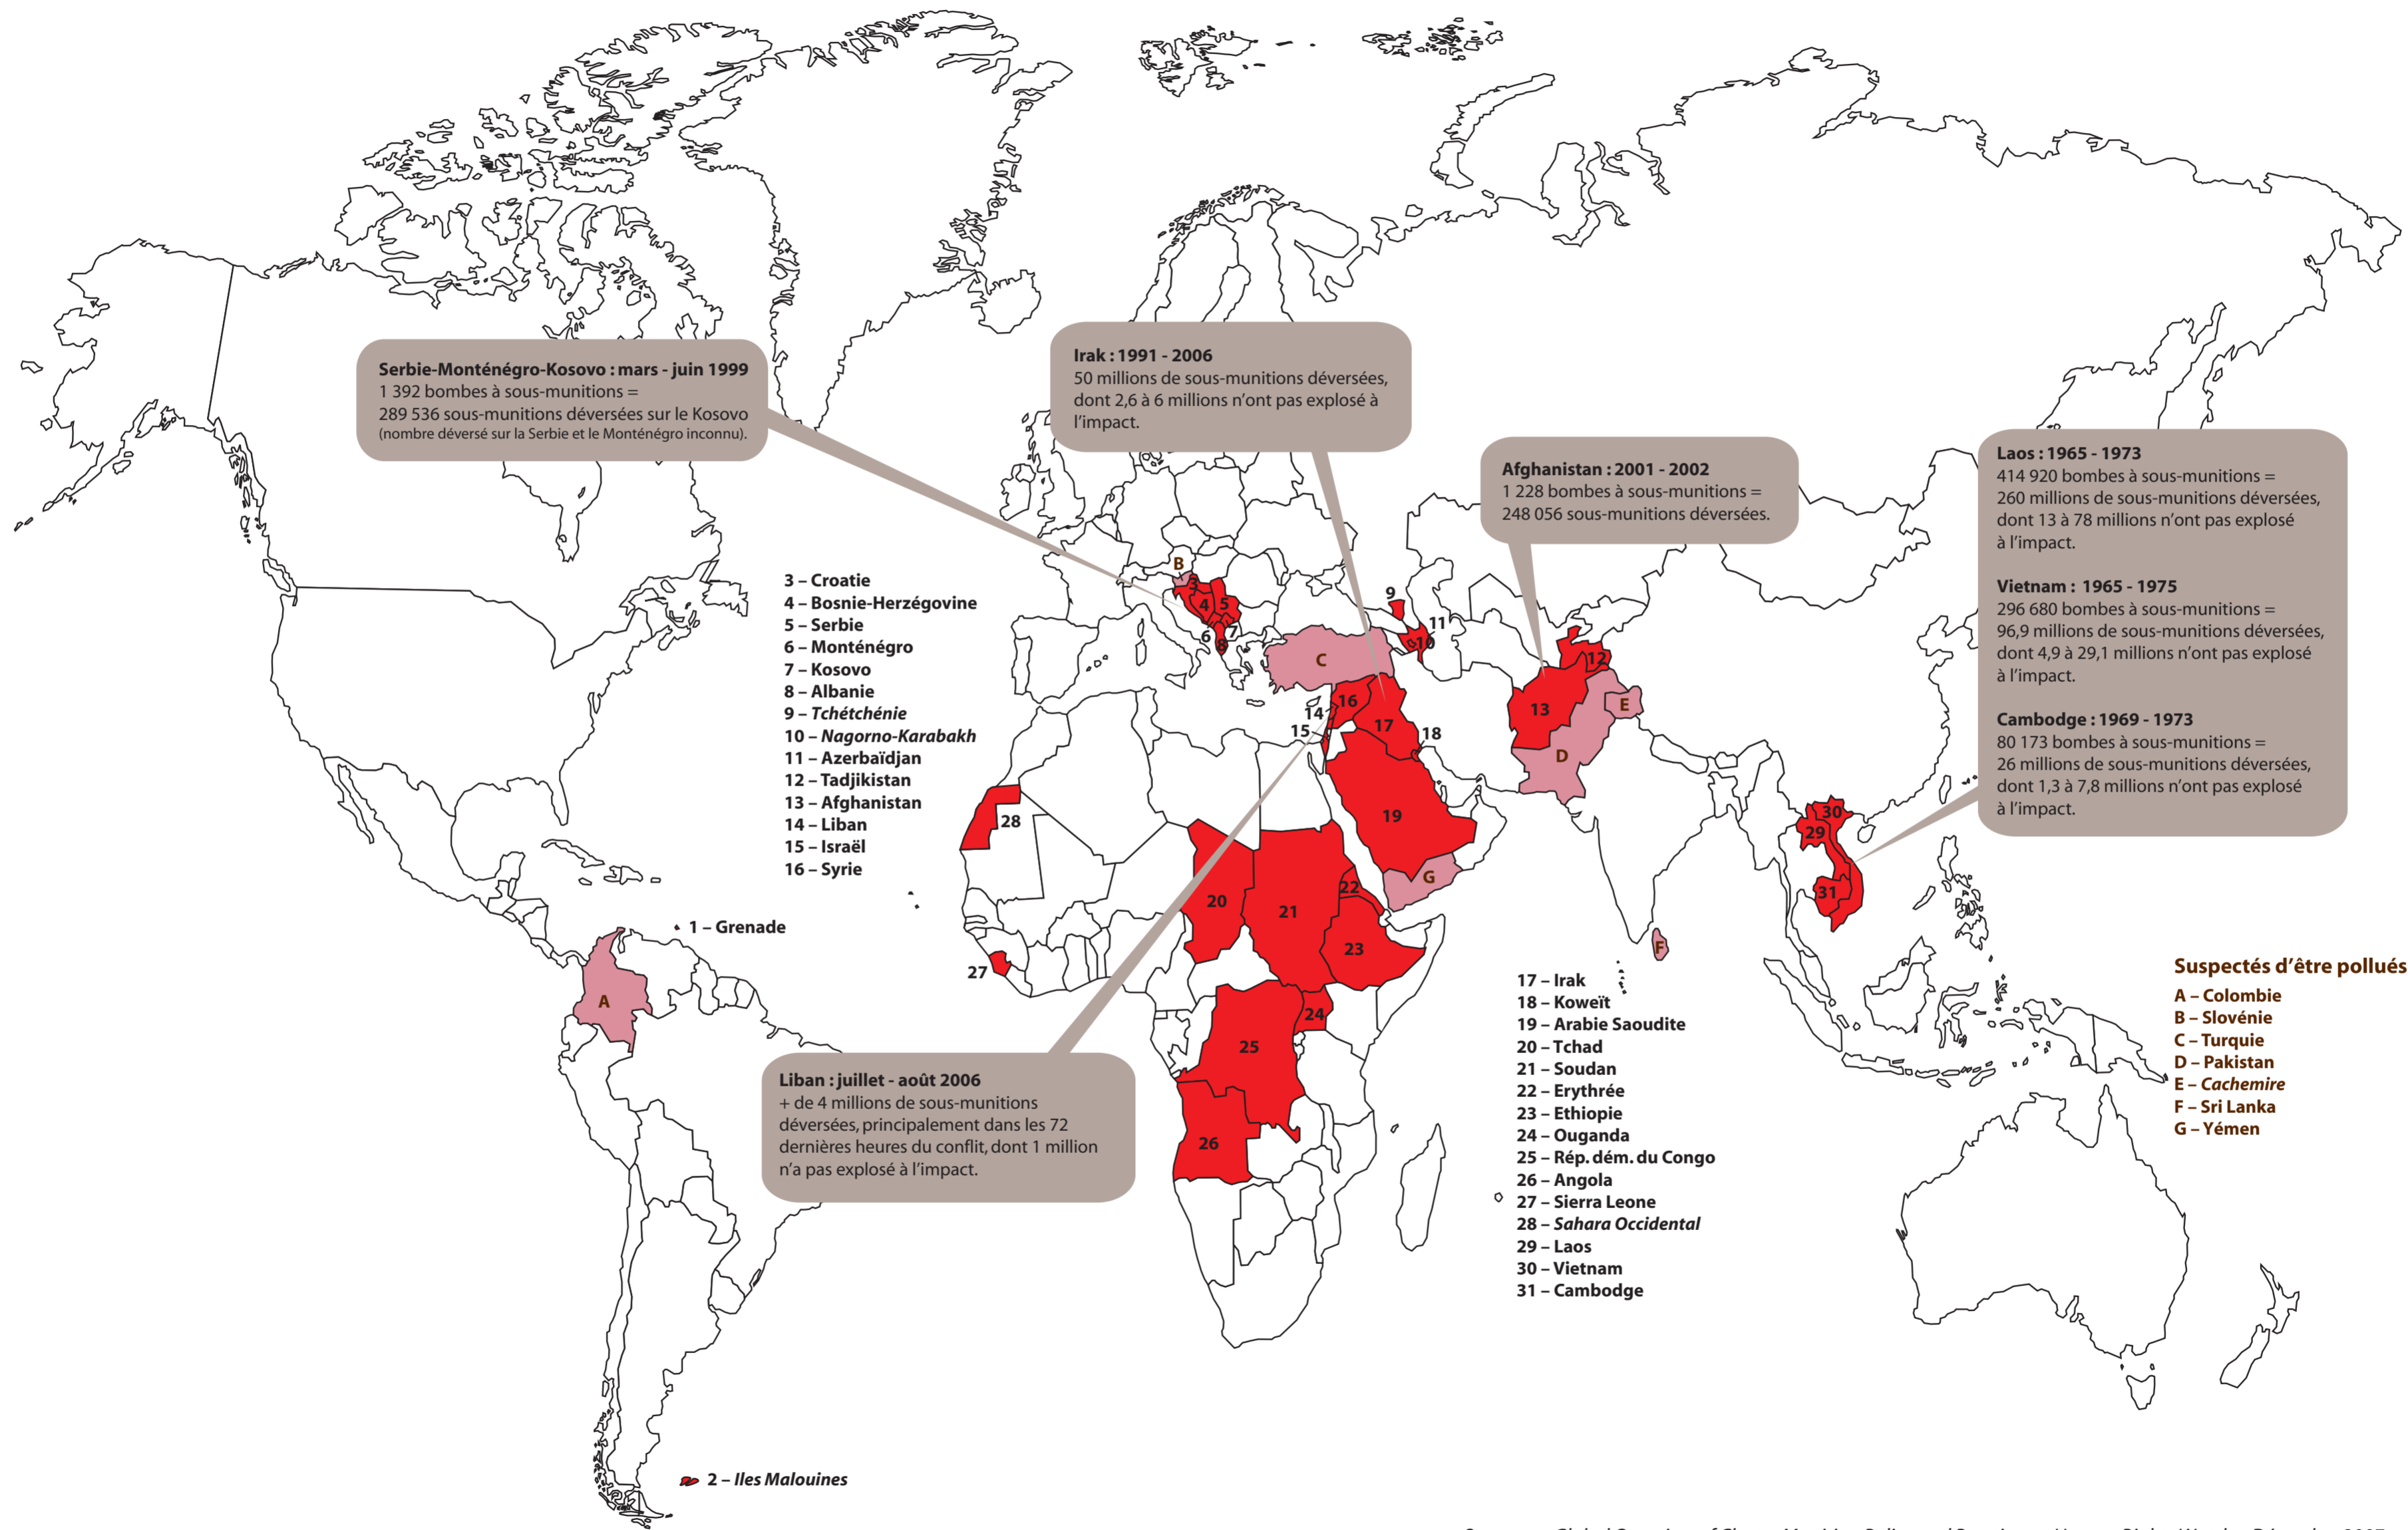 Serbie-Monténégro-Kosovo : mars - juin 1999
1 392 bombes à sous-munitions =
289 536 sous-munitions déversées sur le Kosovo
(nombre déversé sur la Serbie et le Monténégro inconnu).
Irak : 1991 - 2006
50 millions de sous-munitions déversées,
dont 2,6 à 6 millions n’ont pas explosé à
l’impact.
Afghanistan : 2001 - 2002
1 228 bombes à sous-munitions =
248 056 sous-munitions déversées.
Laos : 1965 - 1973
414 920 bombes à sous-munitions =
260 millions de sous-munitions déversées,
dont 13 à 78 millions n’ont pas explosé
à l’impact.
Vietnam : 1965 - 1975
296 680 bombes à sous-munitions =
96,9 millions de sous-munitions déversées,
dont 4,9 à 29,1 millions n’ont pas explosé
à l’impact.
Cambodge : 1969 - 1973
80 173 bombes à sous-munitions =
26 millions de sous-munitions déversées,
dont 1,3 à 7,8 millions n’ont pas explosé
à l’impact.
3 – Croatie
4 – Bosnie-Herzégovine
5 – Serbie
6 – Monténégro
7 – Kosovo
8 – Albanie
9 – Tchétchénie
10 – Nagorno-Karabakh
11 – Azerbaïdjan
12 – Tadjikistan
13 – Afghanistan
14 – Liban
15 – Israël
16 – Syrie
1 – Grenade
B
3
4
5
6
7
8
C
9
10
11
12
13
14
15
16
17
18
19
D
E
F
G
20
21
22
23
24
25
26
27
28
29
30
31
A
Liban : juillet - août 2006
+ de 4 millions de sous-munitions
déversées, principalement dans les 72
dernières heures du conflit, dont 1 million
n’a pas explosé à l’impact.
17 – Irak
18 – Koweït
19 – Arabie Saoudite
20 – Tchad
21 – Soudan
22 – Erythrée
23 – Ethiopie
24 – Ouganda
25 – Rép. dém. du Congo
26 – Angola
27 – Sierra Leone
28 – Sahara Occidental
29 – Laos
30 – Vietnam
31 – Cambodge
Suspectés d’être pollués
A – Colombie
B – Slovénie
C – Turquie
D – Pakistan
E – Cachemire
F – Sri Lanka
G – Yémen
2 – Iles Malouines